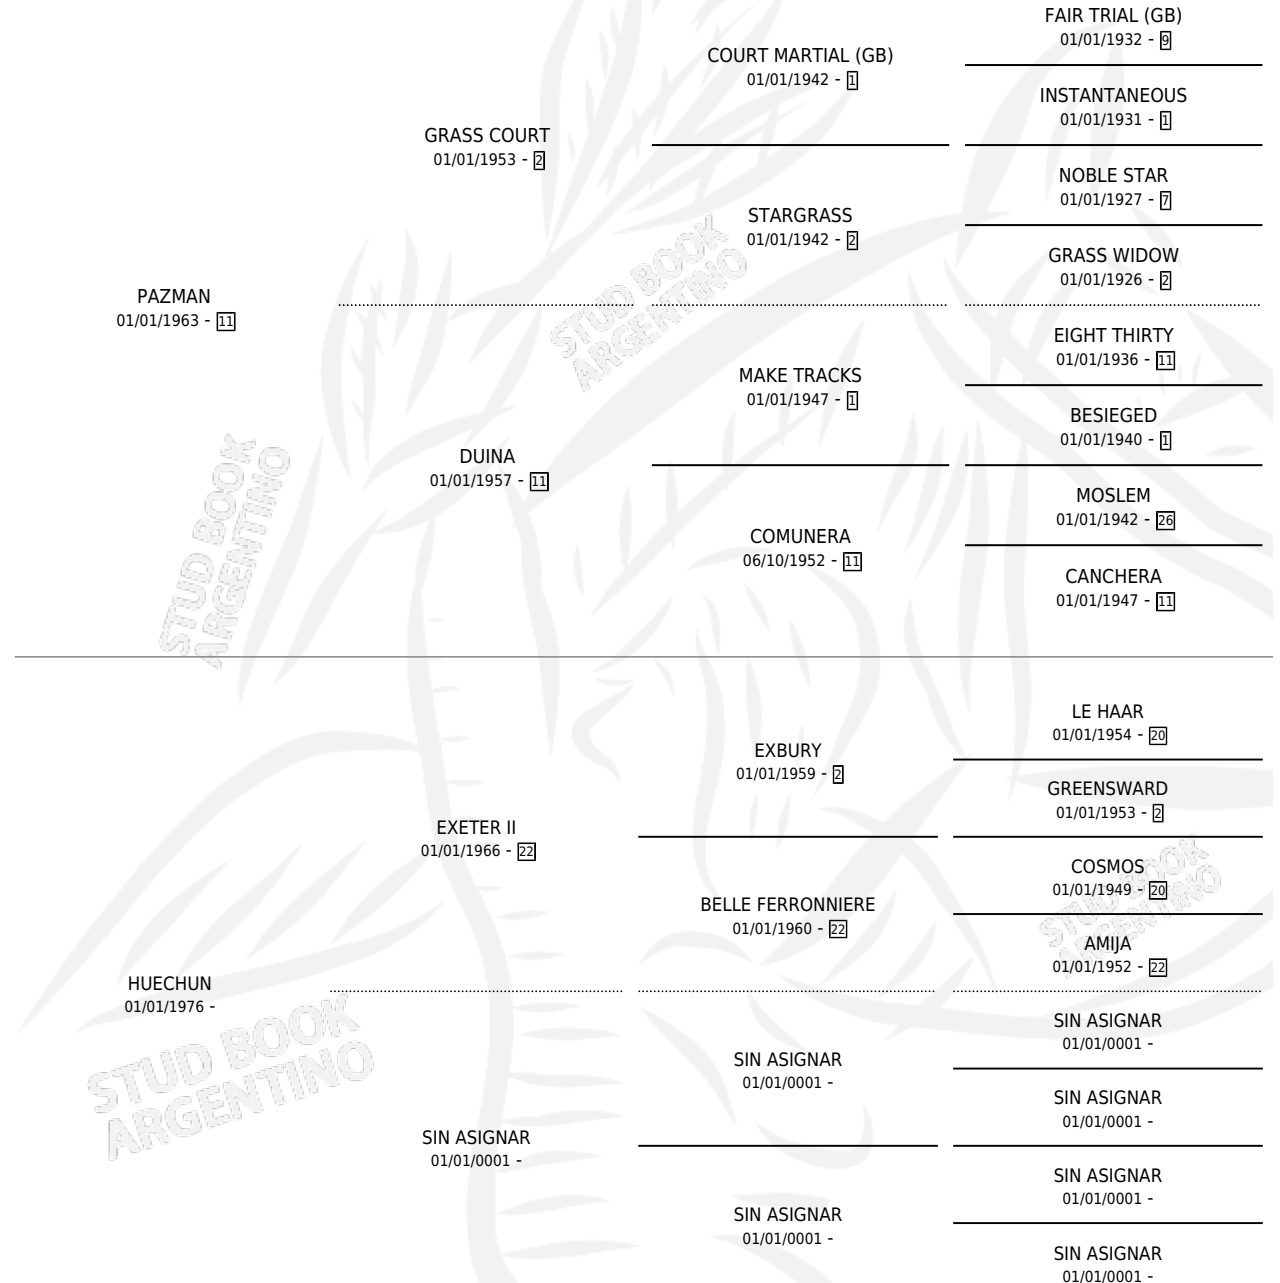 FAIR TRIAL (GB)
01/01/1932 - 9
COURT MARTIAL (GB)
01/01/1942 - 1
INSTANTANEOUS
01/01/1931 - 1
GRASS COURT
01/01/1953 - 2
NOBLE STAR
01/01/1927 - 7
STARGRASS
01/01/1942 - 2
GRASS WIDOW
01/01/1926 - 2
PAZMAN
01/01/1963 - 11
EIGHT THIRTY
01/01/1936 - 11
MAKE TRACKS
01/01/1947 - 1
BESIEGED
01/01/1940 - 1
DUINA
01/01/1957 - 11
MOSLEM
01/01/1942 - 26
COMUNERA
06/10/1952 - 11
CANCHERA
01/01/1947 - 11
STUD BOOK
ARGENTINO
STUD BOOK
ARGENTINO
LE HAAR
01/01/1954 - 20
EXBURY
01/01/1959 - 2
GREENSWARD
01/01/1953 - 2
EXETER II
01/01/1966 - 22
COSMOS
01/01/1949 - 20
BELLE FERRONNIERE
01/01/1960 - 22
AMIJA
01/01/1952 - 22
HUECHUN
01/01/1976 -
SIN ASIGNAR
01/01/0001 -
SIN ASIGNAR
01/01/0001 -
SIN ASIGNAR
01/01/0001 -
SIN ASIGNAR
01/01/0001 -
SIN ASIGNAR
01/01/0001 -
SIN ASIGNAR
01/01/0001 -
SIN ASIGNAR
01/01/0001 -
STUD BOOK
ARGENTINO
STUD BOOK
ARGENTINO